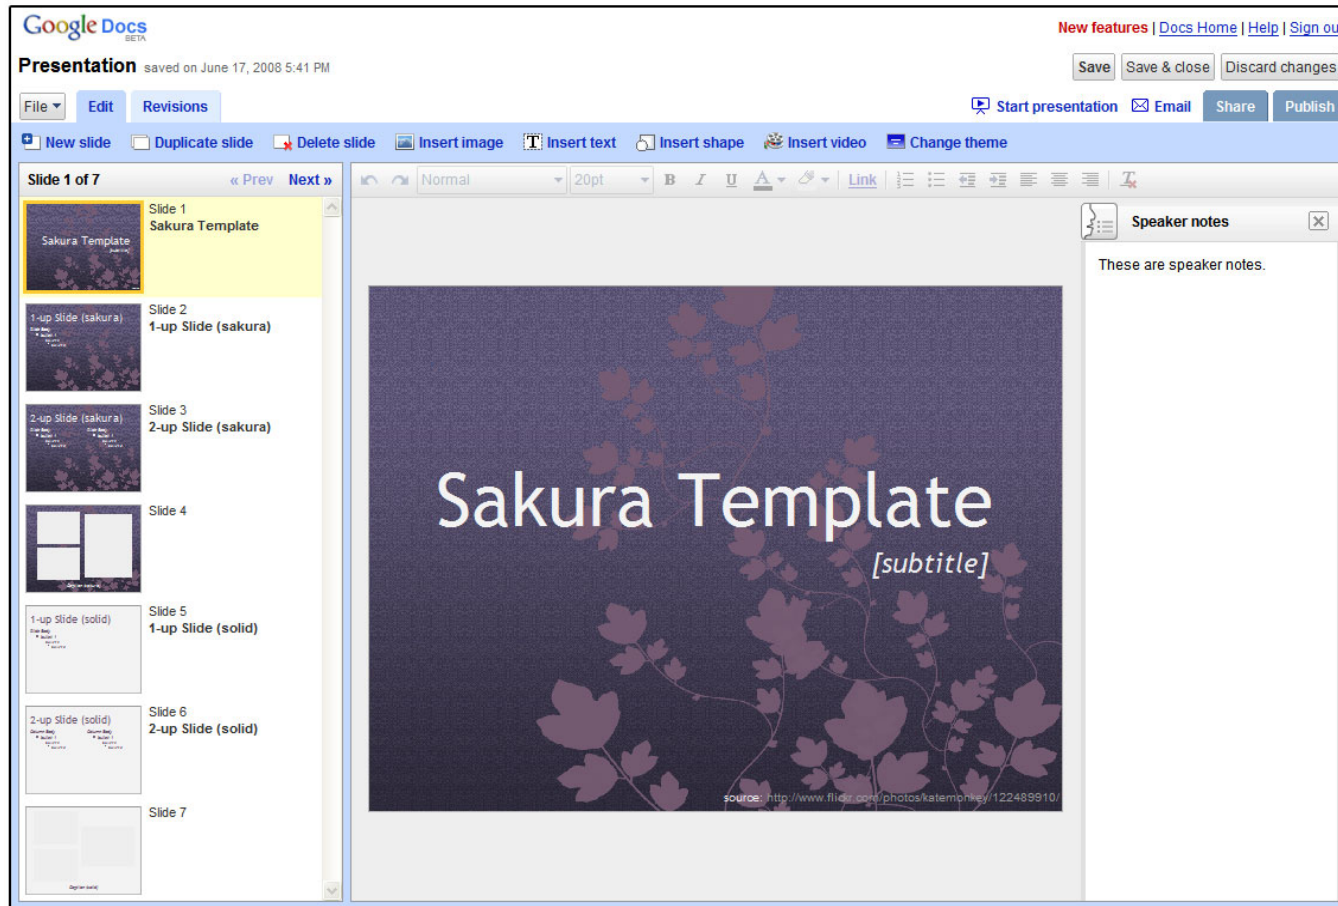 Google Docs
BETA
New features | Docs Home | Help | Sign ou
Presentation saved on June 17, 2008 5:41 PM
Save Save & close Discard changes
File Edit Revisions
Start presentation Email Share Publish
New slide Duplicate slide Delete slide Insert image Insert text Insert shape Insert video Change theme
Slide 1 of 7 « Prev Next »
Normal 20pt B I U A Link
Slide 1
Sakura Template
Sakura Template
[subtitle]
Slide 2
1-up Slide (sakura)
1-up Slide (sakura)
Slide 3
2-up Slide (sakura)
2-up Slide (sakura)
Slide 4
Slide 5
1-up Slide (solid)
1-up Slide (solid)
Slide 6
2-up Slide (solid)
2-up Slide (solid)
Slide 7
Sakura Template
[subtitle]
source: http://www.flickr.com/photos/katemonkey/122489910/
Speaker notes
These are speaker notes.